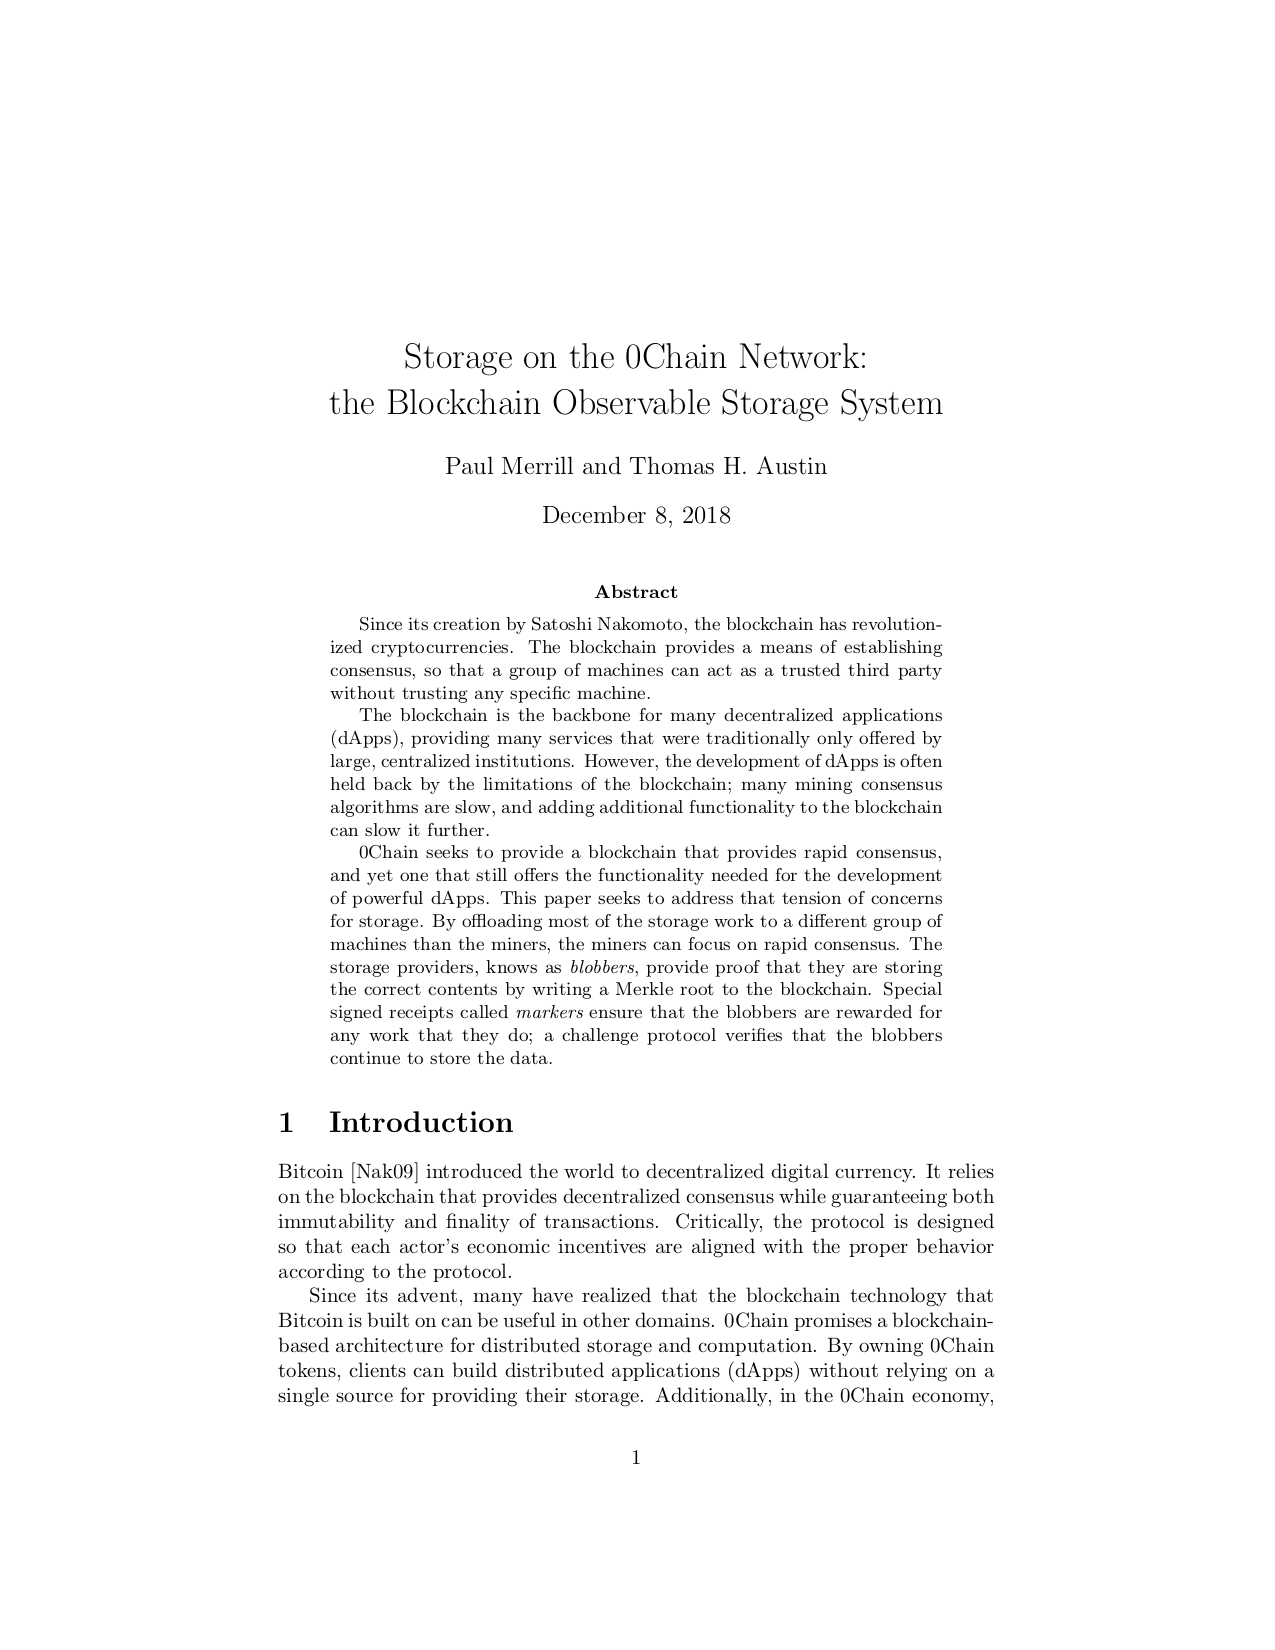 Storage on the 0Chain Network:
the Blockchain Observable Storage System
Paul Merrill and Thomas H. Austin
December 8, 2018
Abstract
Since its creation by Satoshi Nakomoto, the blockchain has revolution-
ized cryptocurrencies. The blockchain provides a means of establishing
consensus, so that a group of machines can act as a trusted third party
without trusting any specific machine.
The blockchain is the backbone for many decentralized applications
(dApps), providing many services that were traditionally only offered by
large, centralized institutions. However, the development of dApps is often
held back by the limitations of the blockchain; many mining consensus
algorithms are slow, and adding additional functionality to the blockchain
can slow it further.
0Chain seeks to provide a blockchain that provides rapid consensus,
and yet one that still offers the functionality needed for the development
of powerful dApps. This paper seeks to address that tension of concerns
for storage. By offloading most of the storage work to a different group of
machines than the miners, the miners can focus on rapid consensus. The
storage providers, knows as blobbers, provide proof that they are storing
the correct contents by writing a Merkle root to the blockchain. Special
signed receipts called markers ensure that the blobbers are rewarded for
any work that they do; a challenge protocol verifies that the blobbers
continue to store the data.
1 Introduction
Bitcoin [Nak09] introduced the world to decentralized digital currency. It relies
on the blockchain that provides decentralized consensus while guaranteeing both
immutability and finality of transactions. Critically, the protocol is designed
so that each actor's economic incentives are aligned with the proper behavior
according to the protocol.
Since its advent, many have realized that the blockchain technology that
Bitcoin is built on can be useful in other domains. 0Chain promises a blockchain-
based architecture for distributed storage and computation. By owning 0Chain
tokens, clients can build distributed applications (dApps) without relying on a
single source for providing their storage. Additionally, in the 0Chain economy,
1